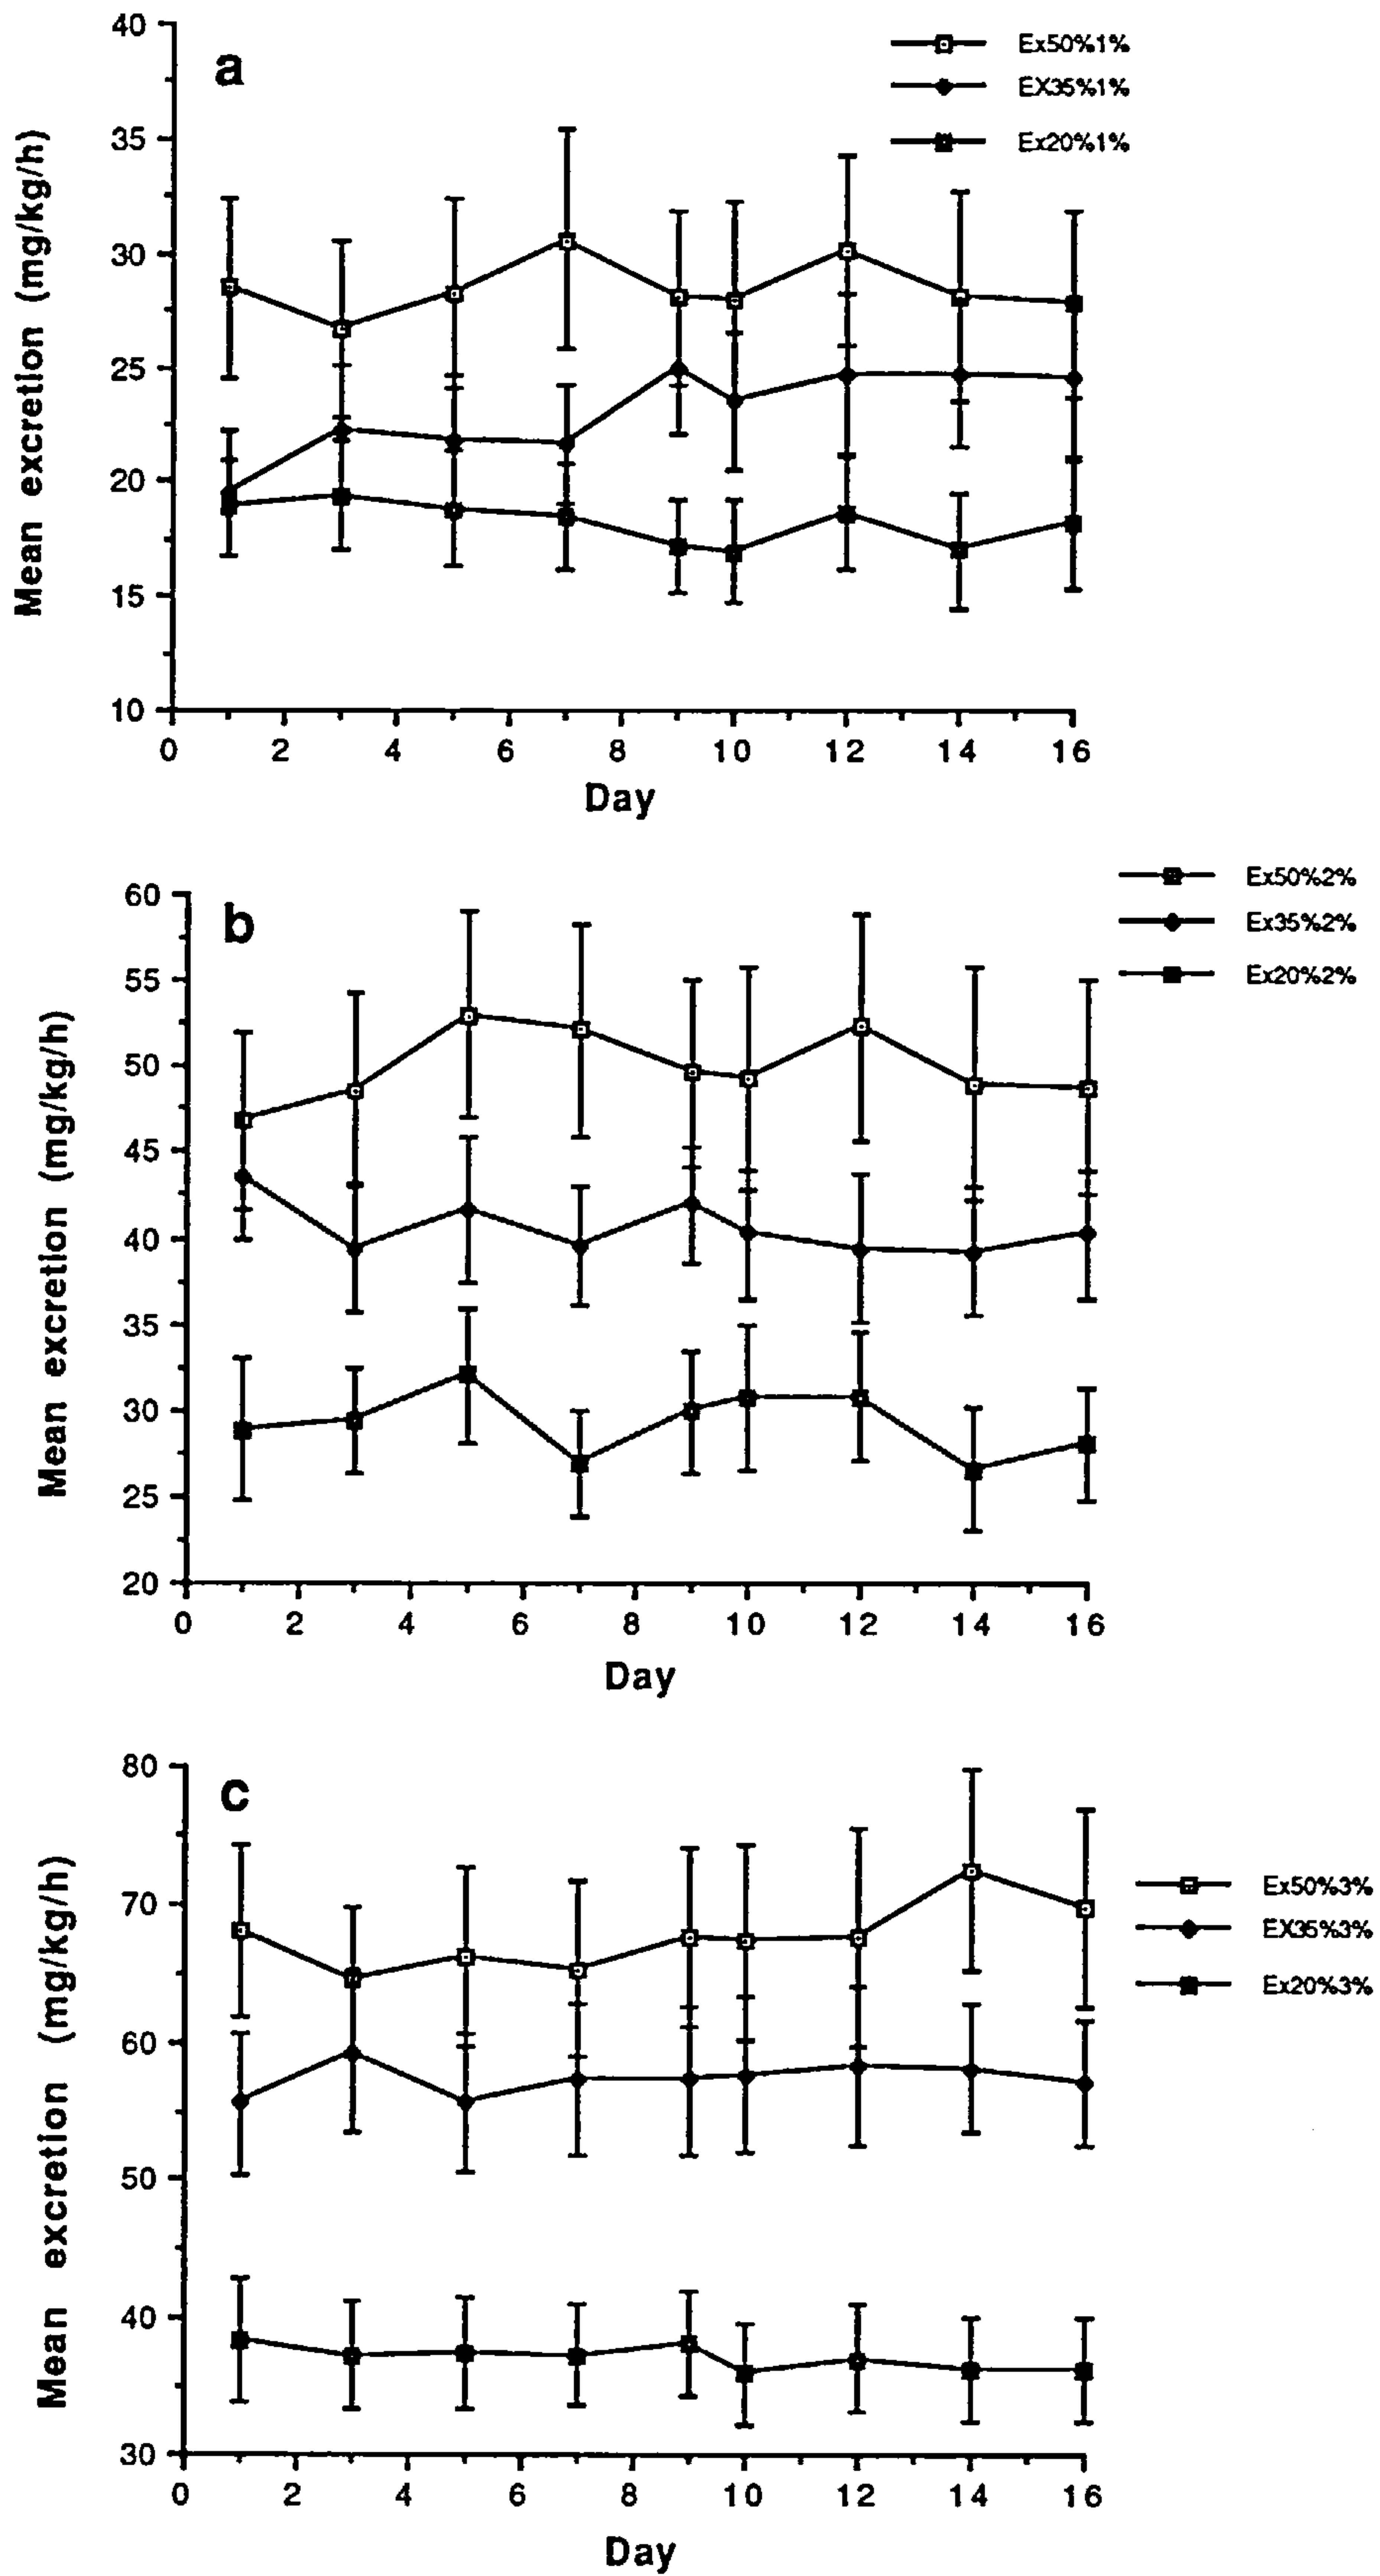 a
Ex50%1%
EX35%1%
Ex20%1%
Mean excretion (mg/kg/h)
40
35
30
25
20
15
10
0 2 4 6 8 10 12 14 16
Day
b
Ex50%2%
Ex35%2%
Ex20%2%
Mean excretion (mg/kg/h)
60
55
50
45
40
35
30
25
20
0 2 4 6 8 10 12 14 16
Day
c
Ex50%3%
EX35%3%
Ex20%3%
Mean excretion (mg/kg/h)
80
70
60
50
40
30
0 2 4 6 8 10 12 14 16
Day